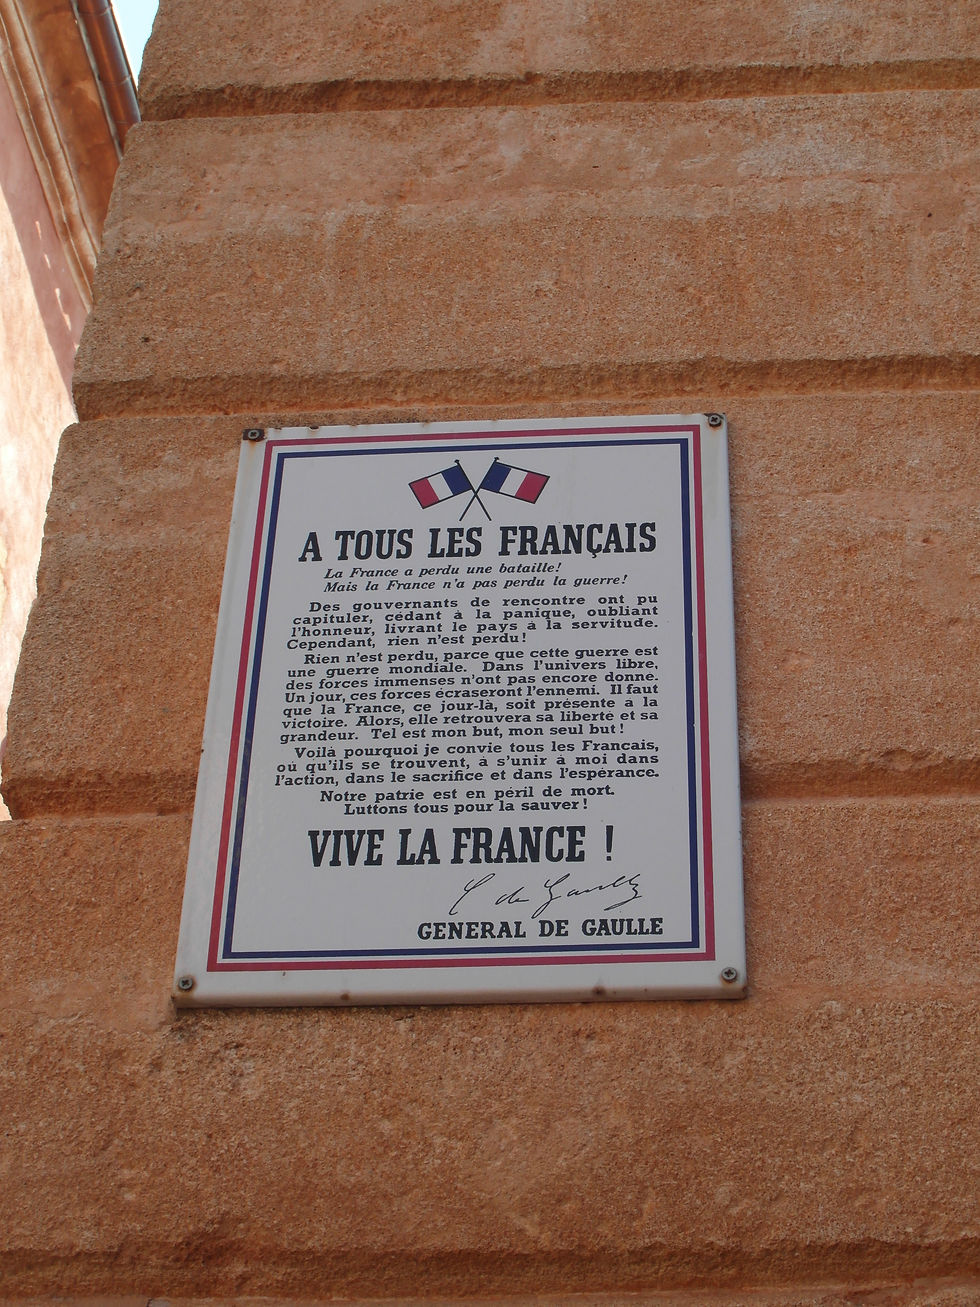 A TOUS LES FRANÇAIS
La France a perdu une bataille!
Mais la France n'a pas perdu la guerre!
Des gouvernants de rencontre ont pu
capituler, cédant à la panique, oubliant
l'honneur, livrant le pays à la servitude.
Cependant, rien n'est perdu!
Rien n'est perdu, parce que cette guerre est
une guerre mondiale. Dans l'univers libre,
des forces immenses n'ont pas encore donné.
Un jour, ces forces écraseront l'ennemi. Il faut
que la France, ce jour-là, soit présente à la
victoire. Alors, elle retrouvera sa liberté et sa
grandeur. Tel est mon but, mon seul but!
Voilà pourquoi je convie tous les Français,
où qu'ils se trouvent, à s'unir à moi dans
l'action, dans le sacrifice et dans l'espérance.
Notre patrie est en péril de mort.
Luttons tous pour la sauver!
VIVE LA FRANCE !
C de Gaulle
GENERAL DE GAULLE